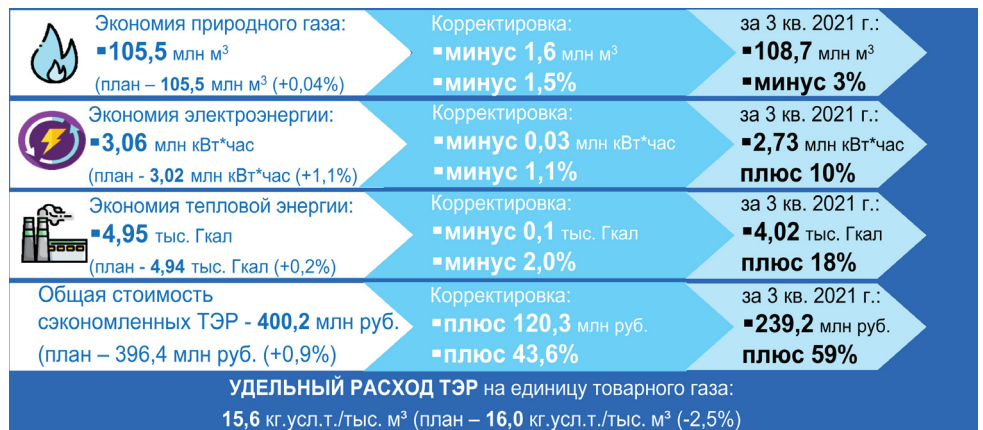 Экономия природного газа:
▪105,5 млн м³
(план – 105,5 млн м³ (+0,04%)
Корректировка:
▪минус 1,6 млн м³
▪минус 1,5%
за 3 кв. 2021 г.:
▪108,7 млн м³
▪минус 3%
Экономия электроэнергии:
▪3,06 млн кВт*час
(план - 3,02 млн кВт*час (+1,1%)
Корректировка:
▪минус 0,03 млн кВт*час
▪минус 1,1%
за 3 кв. 2021 г.:
▪2,73 млн кВт*час
плюс 10%
Экономия тепловой энергии:
▪4,95 тыс. Гкал
(план - 4,94 тыс. Гкал (+0,2%)
Корректировка:
▪минус 0,1 тыс. Гкал
▪минус 2,0%
за 3 кв. 2021 г.:
▪4,02 тыс. Гкал
плюс 18%
Общая стоимость
сэкономленных ТЭР - 400,2 млн руб.
(план – 396,4 млн руб. (+0,9%)
Корректировка:
▪плюс 120,3 млн руб.
▪плюс 43,6%
за 3 кв. 2021 г.:
▪239,2 млн руб.
плюс 59%
УДЕЛЬНЫЙ РАСХОД ТЭР на единицу товарного газа:
15,6 кг.усл.т./тыс. м³ (план – 16,0 кг.усл.т./тыс. м³ (-2,5%)